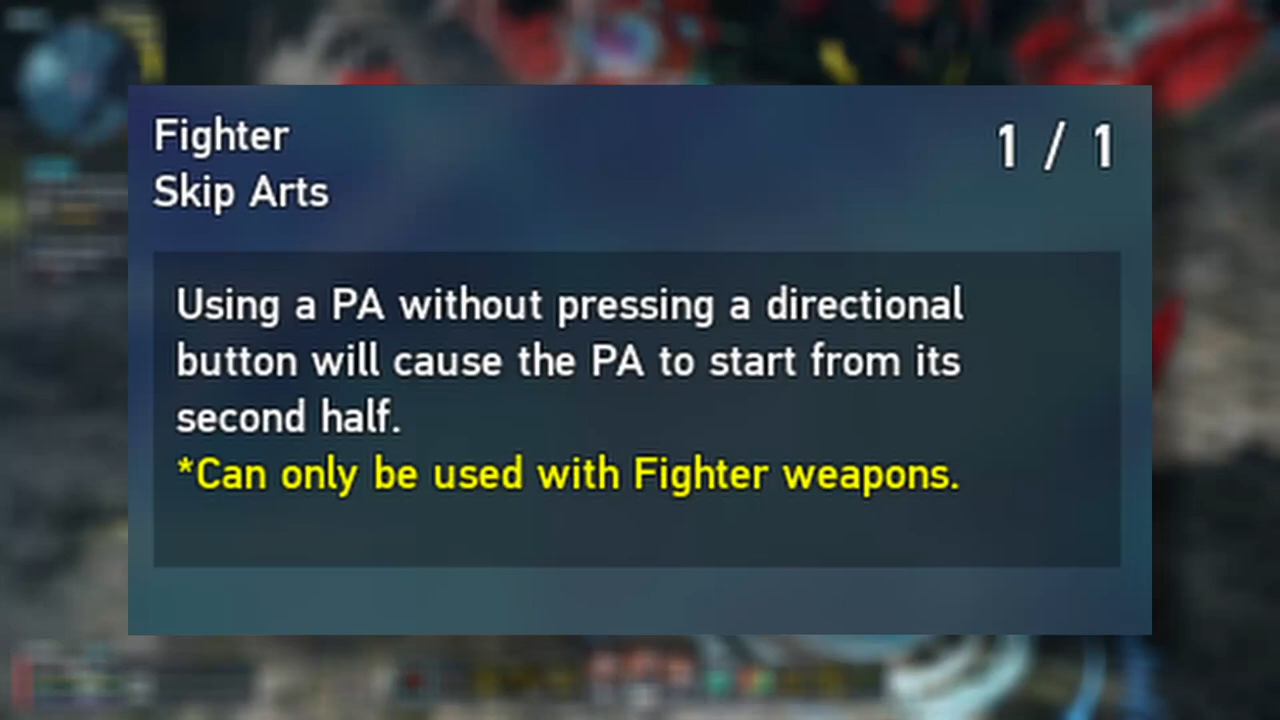 Fighter
Skip Arts
1 / 1
Using a PA without pressing a directional
button will cause the PA to start from its
second half.
*Can only be used with Fighter weapons.